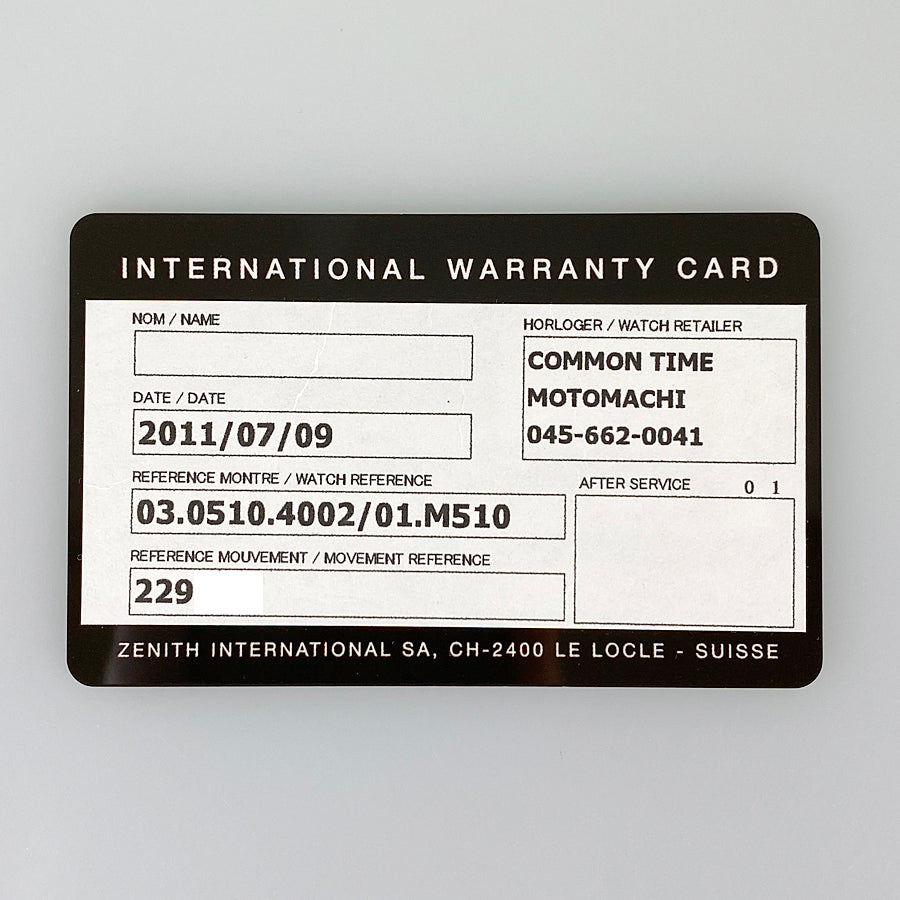 INTERNATIONAL WARRANTY CARD
NOM / NAME
DATE / DATE
2011/07/09
REFERENCE MONTRE / WATCH REFERENCE
03.0510.4002/01.M510
REFERENCE MOUVEMENT / MOVEMENT REFERENCE
229
HORLOGER / WATCH RETAILER
COMMON TIME
MOTOMACHI
045-662-0041
AFTER SERVICE 0 1
ZENITH INTERNATIONAL SA, CH-2400 LE LOCLE - SUISSE